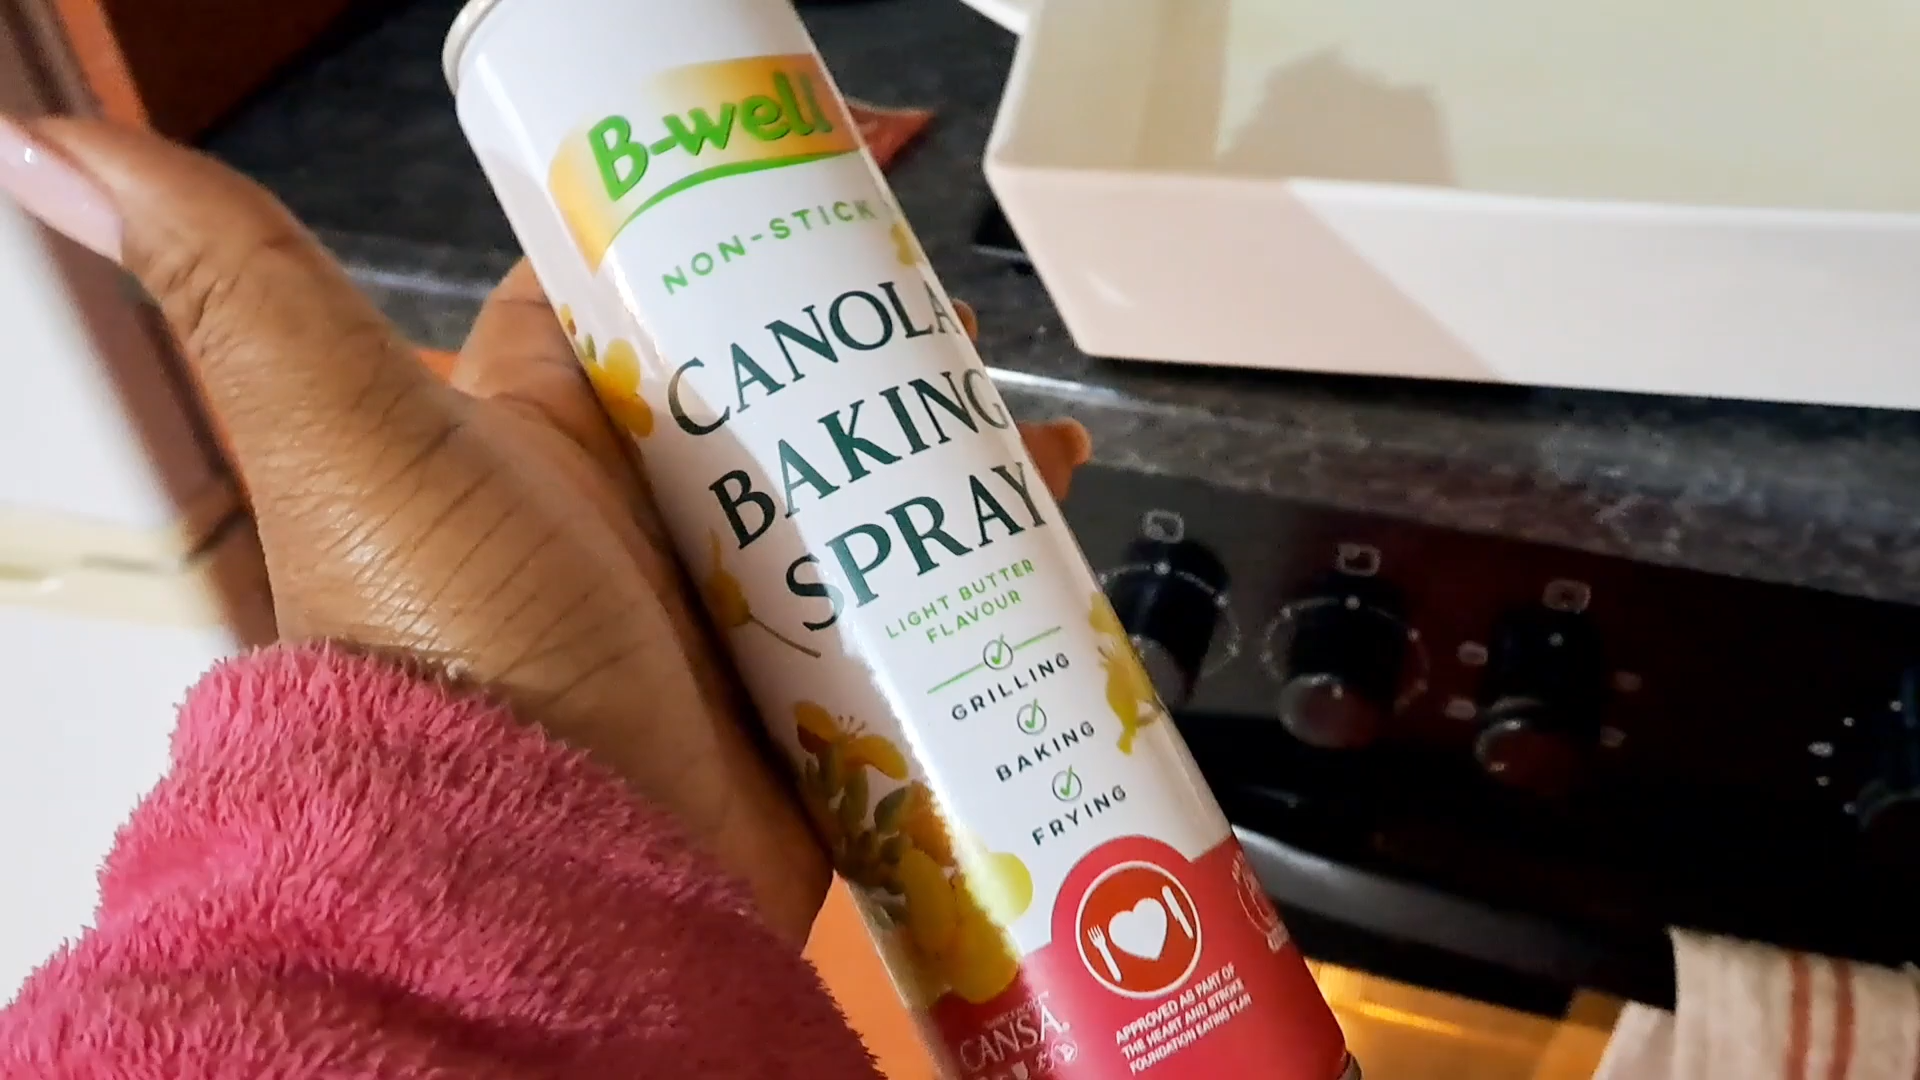 B-well
NON-STICK
CANOLA
BAKING
SPRAY
LIGHT BUTTER
FLAVOUR
GRILLING
BAKING
FRYING
APPROVED AS PART OF
THE HEART AND STROKE
FOUNDATION EATING PLAN
CANSA